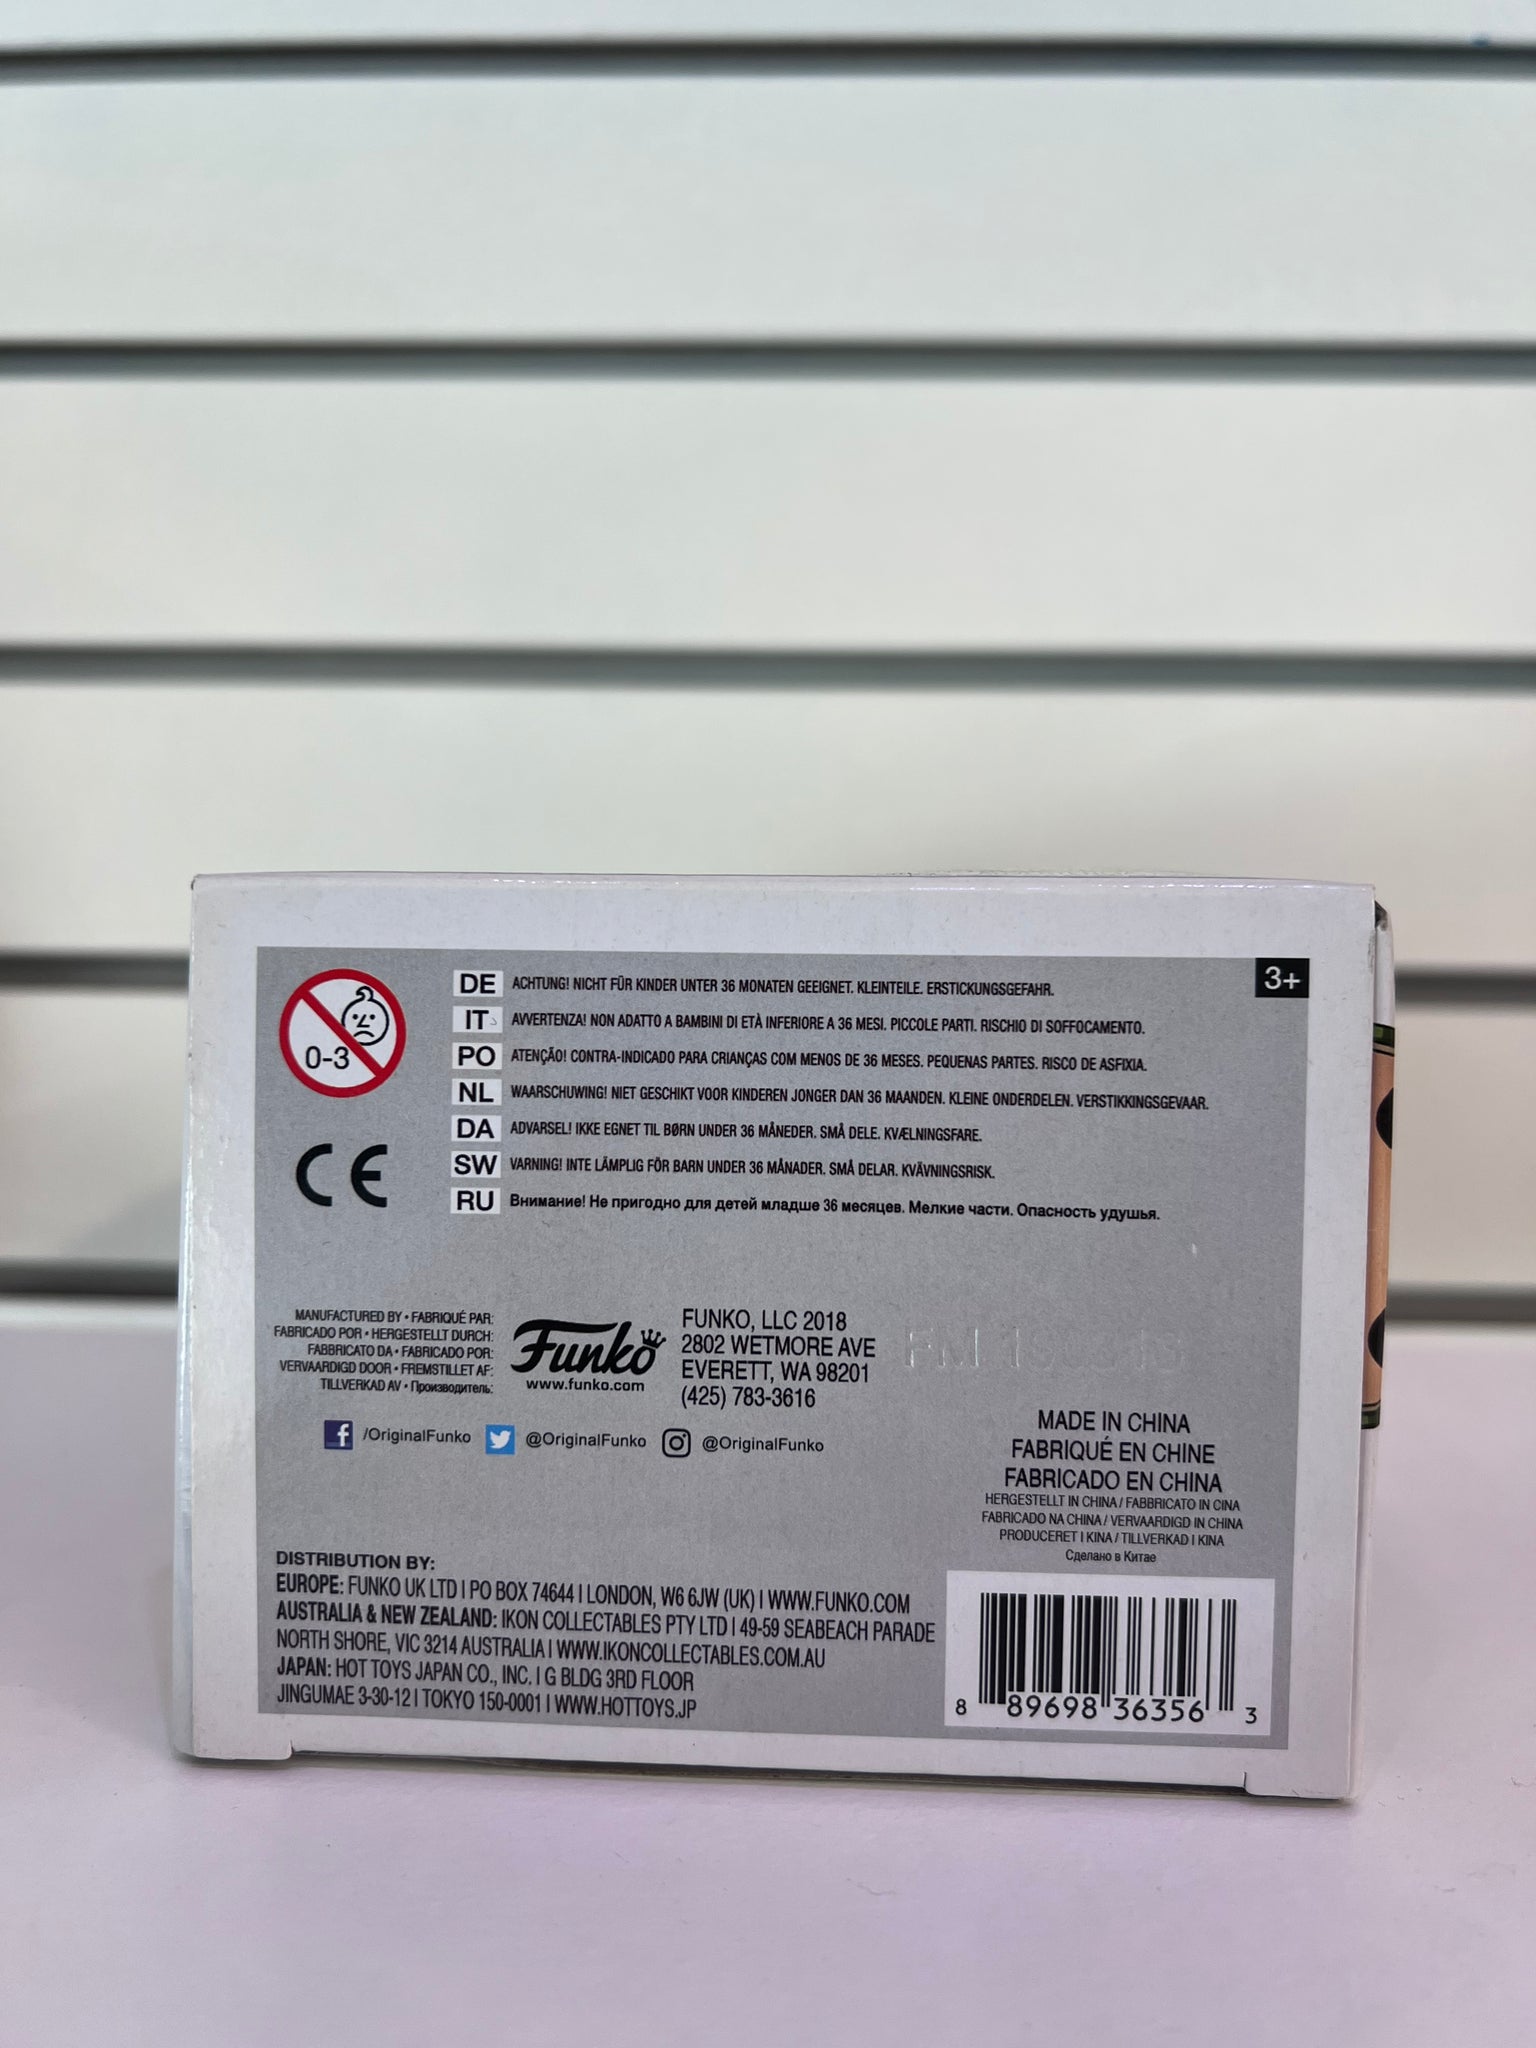 3+
0-3
DE ACHTUNG! NICHT FÜR KINDER UNTER 36 MONATEN GEEIGNET. KLEINTEILE. ERSTICKUNGSGEFAHR.
IT AVVERTENZA! NON ADATTO A BAMBINI DI ETÀ INFERIORE A 36 MESI. PICCOLE PARTI. RISCHIO DI SOFFOCAMENTO.
PO ATENÇÃO! CONTRA-INDICADO PARA CRIANÇAS COM MENOS DE 36 MESES. PEQUENAS PARTES. RISCO DE ASFIXIA.
NL WAARSCHUWING! NIET GESCHIKT VOOR KINDEREN JONGER DAN 36 MAANDEN. KLEINE ONDERDELEN. VERSTIKKINGSGEVAAR.
DA ADVARSEL! IKKE EGNET TIL BØRN UNDER 36 MÅNEDER. SMÅ DELE. KVÆLNINGSFARE.
SW VARNING! INTE LÄMPLIG FÖR BARN UNDER 36 MÅNADER. SMÅ DELAR. KVÄVNINGSRISK.
RU Внимание! Не пригодно для детей младше 36 месяцев. Мелкие части. Опасность удушья.
CE
MANUFACTURED BY • FABRIQUÉ PAR:
FABRICADO POR • HERGESTELLT DURCH:
FABBRICATO DA • FABRICADO POR:
VERVAARDIGD DOOR • FREMSTILLET AF:
TILLVERKAD AV • Производитель:
Funko
www.funko.com
FUNKO, LLC 2018
2802 WETMORE AVE
EVERETT, WA 98201
(425) 783-3616
/OriginalFunko @OriginalFunko @OriginalFunko
MADE IN CHINA
FABRIQUÉ EN CHINE
FABRICADO EN CHINA
HERGESTELLT IN CHINA / FABBRICATO IN CINA
FABRICADO NA CHINA / VERVAARDIGD IN CHINA
PRODUCERET I KINA / TILLVERKAD I KINA
Сделано в Китае
DISTRIBUTION BY:
EUROPE: FUNKO UK LTD | PO BOX 74644 | LONDON, W6 6JW (UK) | WWW.FUNKO.COM
AUSTRALIA & NEW ZEALAND: IKON COLLECTABLES PTY LTD | 49-59 SEABEACH PARADE
NORTH SHORE, VIC 3214 AUSTRALIA | WWW.IKONCOLLECTABLES.COM.AU
JAPAN: HOT TOYS JAPAN CO., INC. | G BLDG 3RD FLOOR
JINGUMAE 3-30-12 | TOKYO 150-0001 | WWW.HOTTOYS.JP
8 89698 36356 3